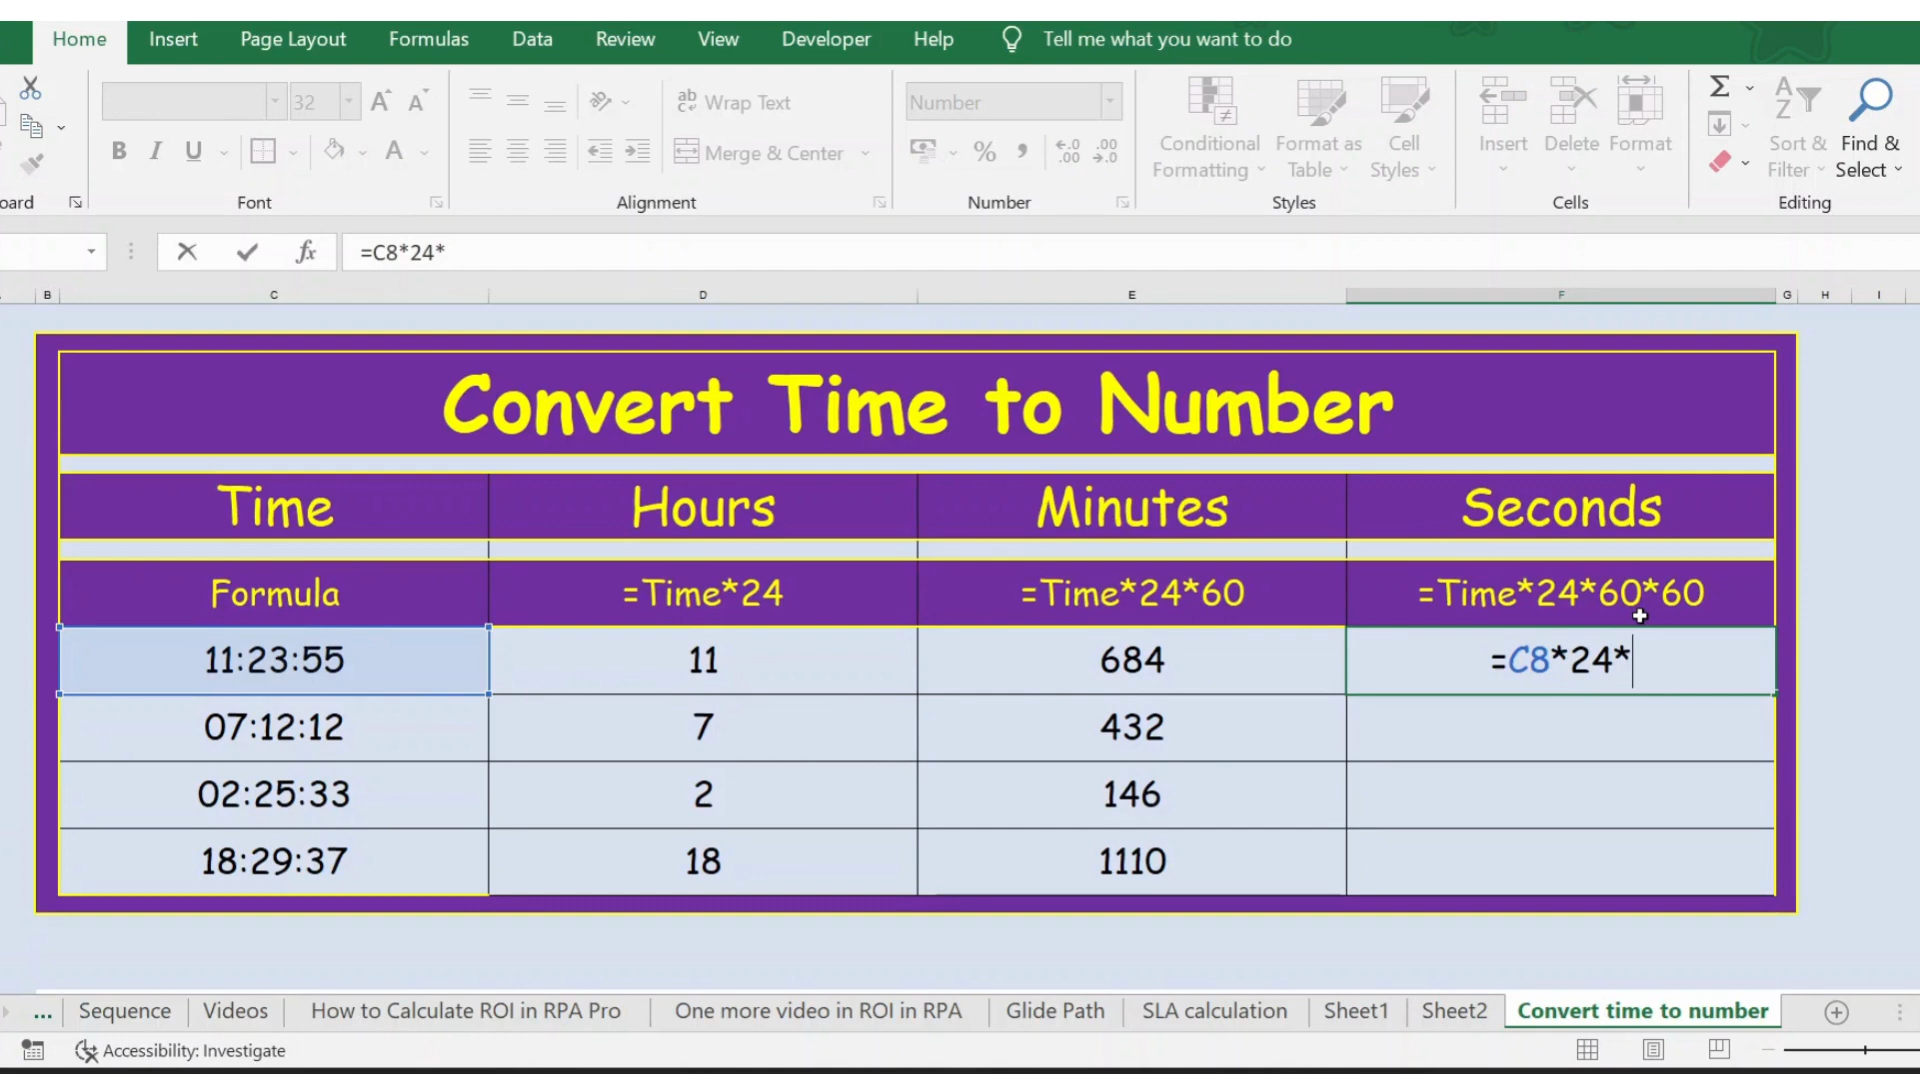 Home Insert Page Layout Formulas Data Review View Developer Help Tell me what you want to do
32 A A ab Wrap Text Number
B I U A Merge & Center % .00 .00 Conditional Formatting Format as Table Cell Styles Insert Delete Format Sort & Filter Find & Select
oard Font Alignment Number Styles Cells Editing
fx =C8*24*
B C D E F G H I
Convert Time to Number
Time Hours Minutes Seconds
Formula =Time*24 =Time*24*60 =Time*24*60*60
11:23:55 11 684 =C8*24*
07:12:12 7 432
02:25:33 2 146
18:29:37 18 1110
... Sequence Videos How to Calculate ROI in RPA Pro One more video in ROI in RPA Glide Path SLA calculation Sheet1 Sheet2 Convert time to number
Accessibility: Investigate